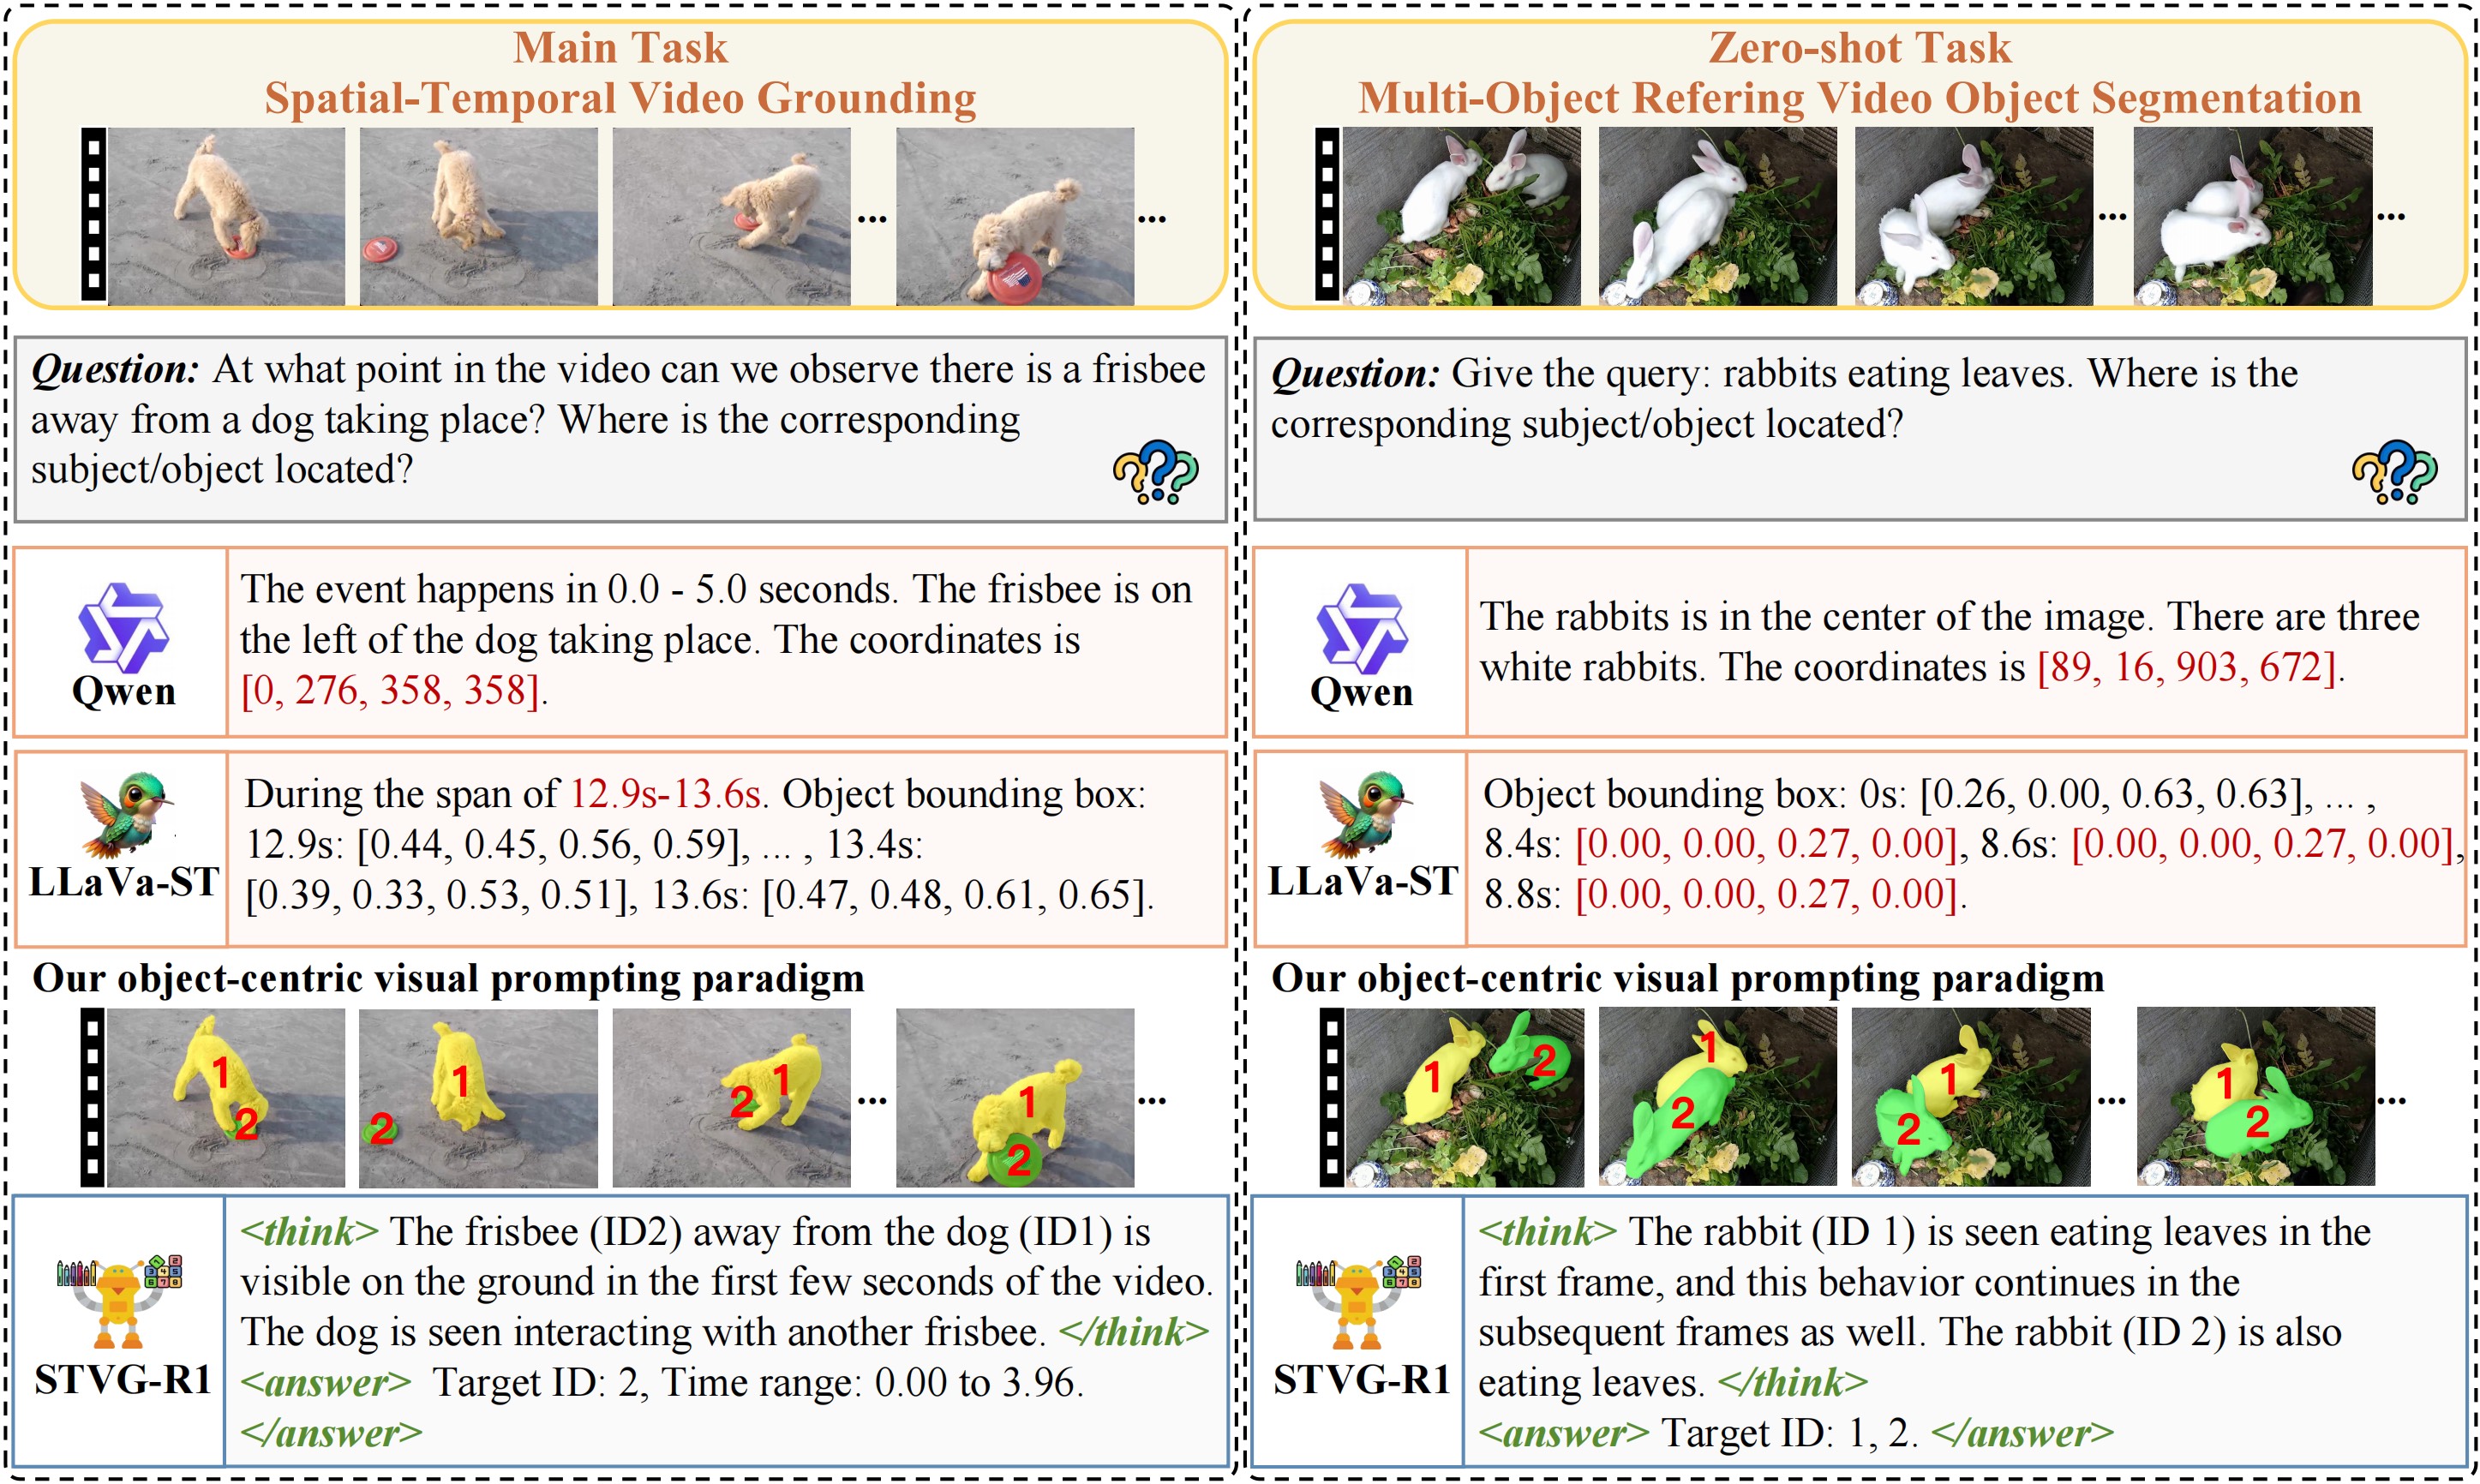 Main Task
Spatial-Temporal Video Grounding
...
...
Question: At what point in the video can we observe there is a frisbee
away from a dog taking place? Where is the corresponding
subject/object located?
???
Qwen
The event happens in 0.0 - 5.0 seconds. The frisbee is on
the left of the dog taking place. The coordinates is
[0, 276, 358, 358].
LLaVa-ST
During the span of 12.9s-13.6s. Object bounding box:
12.9s: [0.44, 0.45, 0.56, 0.59], ... , 13.4s:
[0.39, 0.33, 0.53, 0.51], 13.6s: [0.47, 0.48, 0.61, 0.65].
Our object-centric visual prompting paradigm
1 2
2 1
2 1
...
1 2
...
STVG-R1
<think> The frisbee (ID2) away from the dog (ID1) is
visible on the ground in the first few seconds of the video.
The dog is seen interacting with another frisbee. </think>
<answer> Target ID: 2, Time range: 0.00 to 3.96.
</answer>
Zero-shot Task
Multi-Object Refering Video Object Segmentation
...
...
Question: Give the query: rabbits eating leaves. Where is the
corresponding subject/object located?
???
Qwen
The rabbits is in the center of the image. There are three
white rabbits. The coordinates is [89, 16, 903, 672].
LLaVa-ST
Object bounding box: 0s: [0.26, 0.00, 0.63, 0.63], ... ,
8.4s: [0.00, 0.00, 0.27, 0.00], 8.6s: [0.00, 0.00, 0.27, 0.00],
8.8s: [0.00, 0.00, 0.27, 0.00].
Our object-centric visual prompting paradigm
1 2
1 2
1 2
...
1 2
...
STVG-R1
<think> The rabbit (ID 1) is seen eating leaves in the
first frame, and this behavior continues in the
subsequent frames as well. The rabbit (ID 2) is also
eating leaves. </think>
<answer> Target ID: 1, 2. </answer>